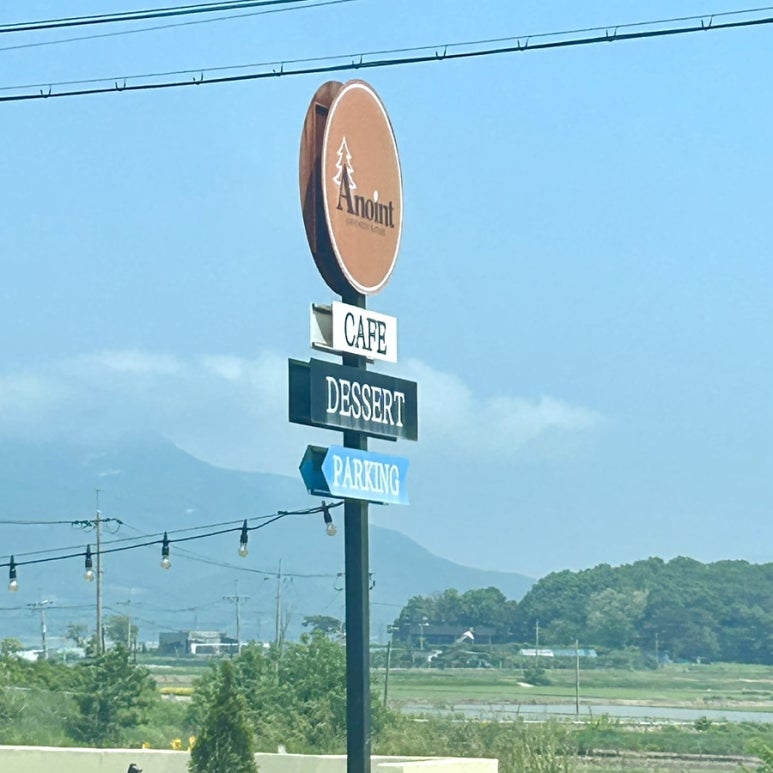 Anoint
CAFE
DESSERT
PARKING